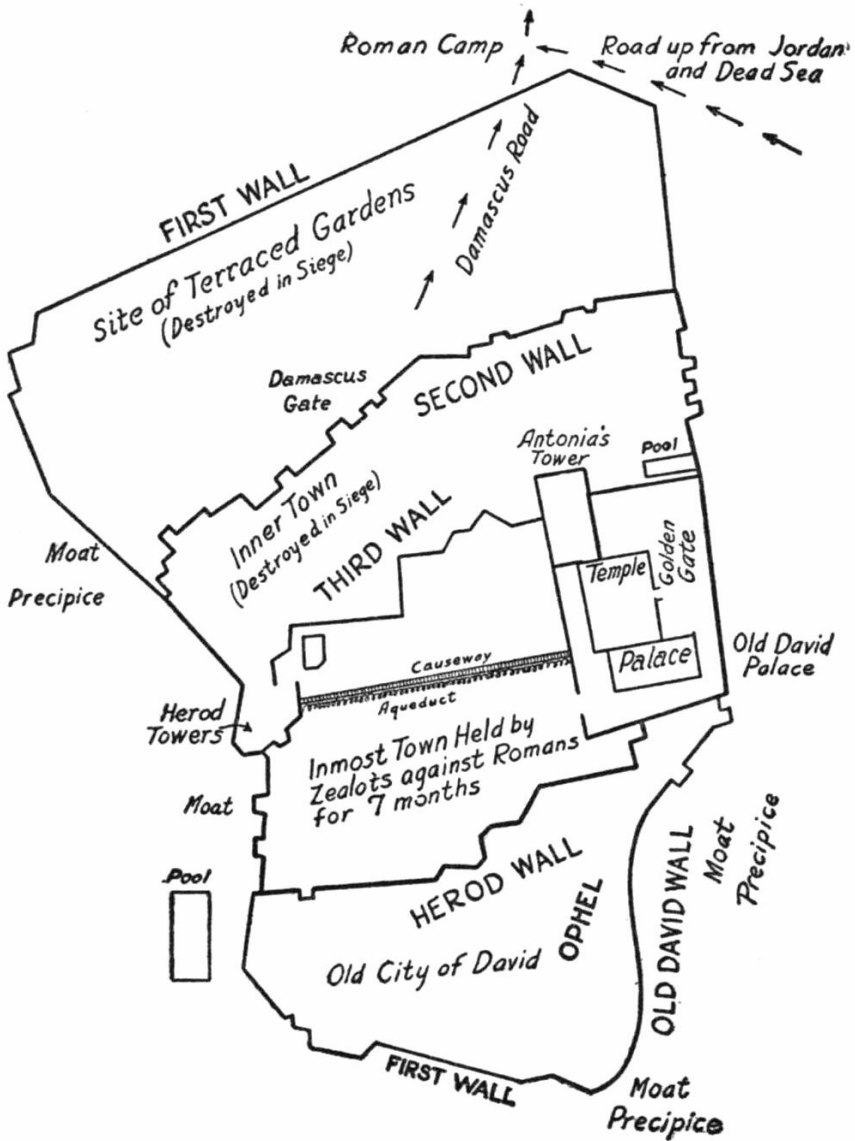 Roman Camp
Road up from Jordan
and Dead Sea
FIRST WALL
Site of Terraced Gardens
(Destroyed in Siege)
Damascus Road
Damascus
Gate
SECOND WALL
Antonia's
Tower
Pool
Inner Town
(Destroyed in Siege)
THIRD WALL
Moat
Precipice
Temple
Golden
Gate
Palace
Old David
Palace
Causeway
Aqueduct
Herod
Towers
Inmost Town Held by
Zealots against Romans
for 7 months
Moat
Pool
HEROD WALL
OPHEL
OLD DAVID WALL
Moat
Precipice
Old City of David
FIRST WALL
Moat
Precipice